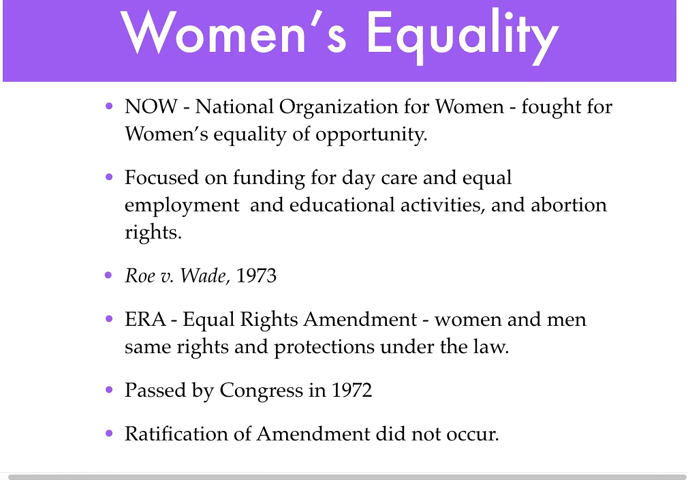 Women's Equality
• NOW - National Organization for Women - fought for
Women's equality of opportunity.
• Focused on funding for day care and equal
employment  and educational activities, and abortion
rights.
• Roe v. Wade, 1973
• ERA - Equal Rights Amendment - women and men
same rights and protections under the law.
• Passed by Congress in 1972
• Ratification of Amendment did not occur.